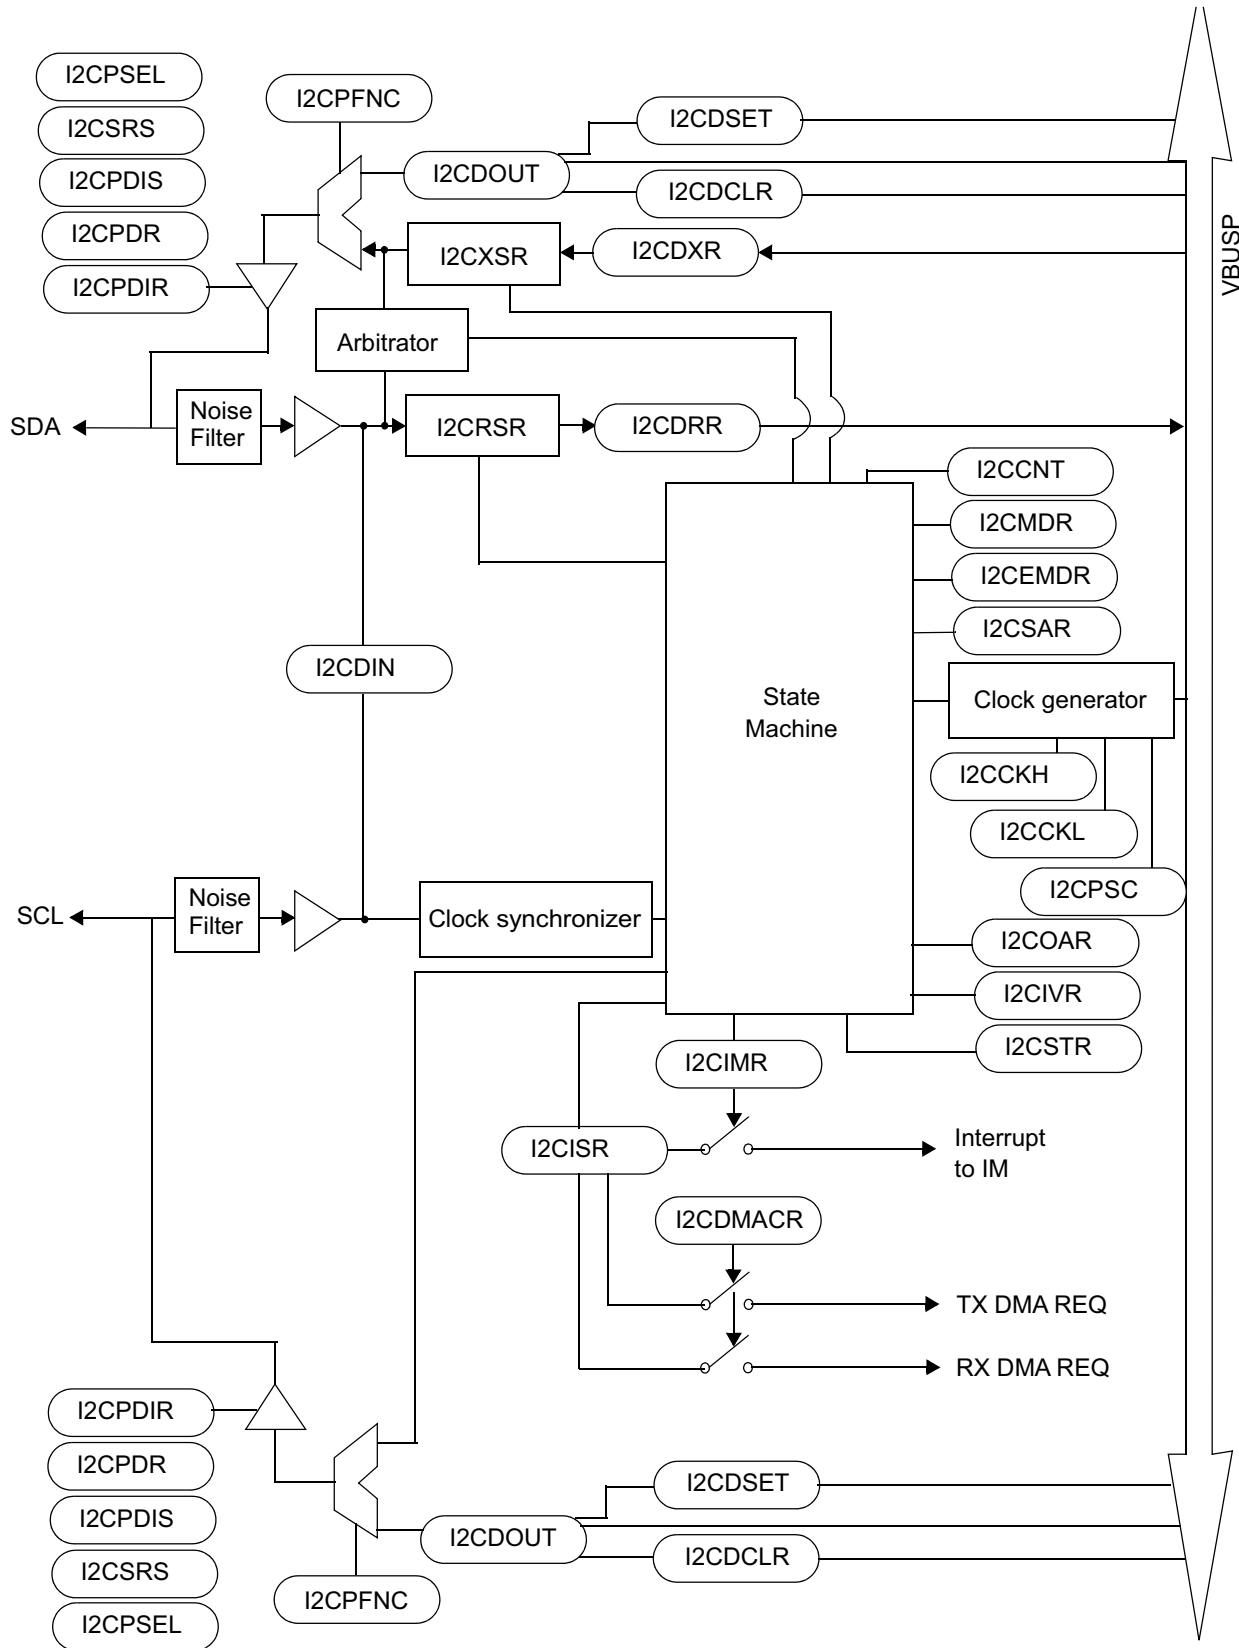 I2CPSEL
I2CPFNC
I2CSRS
I2CDSET
I2CPDIS
I2CDOUT
I2CDCLR
I2CPDR
I2CXSR
I2CDXR
VBUSP
I2CPDIR
Arbitrator
SDA
Noise
Filter
I2CRSR
I2CDRR
I2CCNT
I2CMDR
I2CEMDR
I2CSAR
I2CDIN
State
Machine
Clock generator
I2CCKH
I2CCKL
I2CPSC
SCL
Noise
Filter
Clock synchronizer
I2COAR
I2CIVR
I2CSTR
I2CIMR
I2CISR
Interrupt
to IM
I2CDMACR
TX DMA REQ
RX DMA REQ
I2CPDIR
I2CPDR
I2CDSET
I2CPDIS
I2CDOUT
I2CDCLR
I2CSRS
I2CPFNC
I2CPSEL